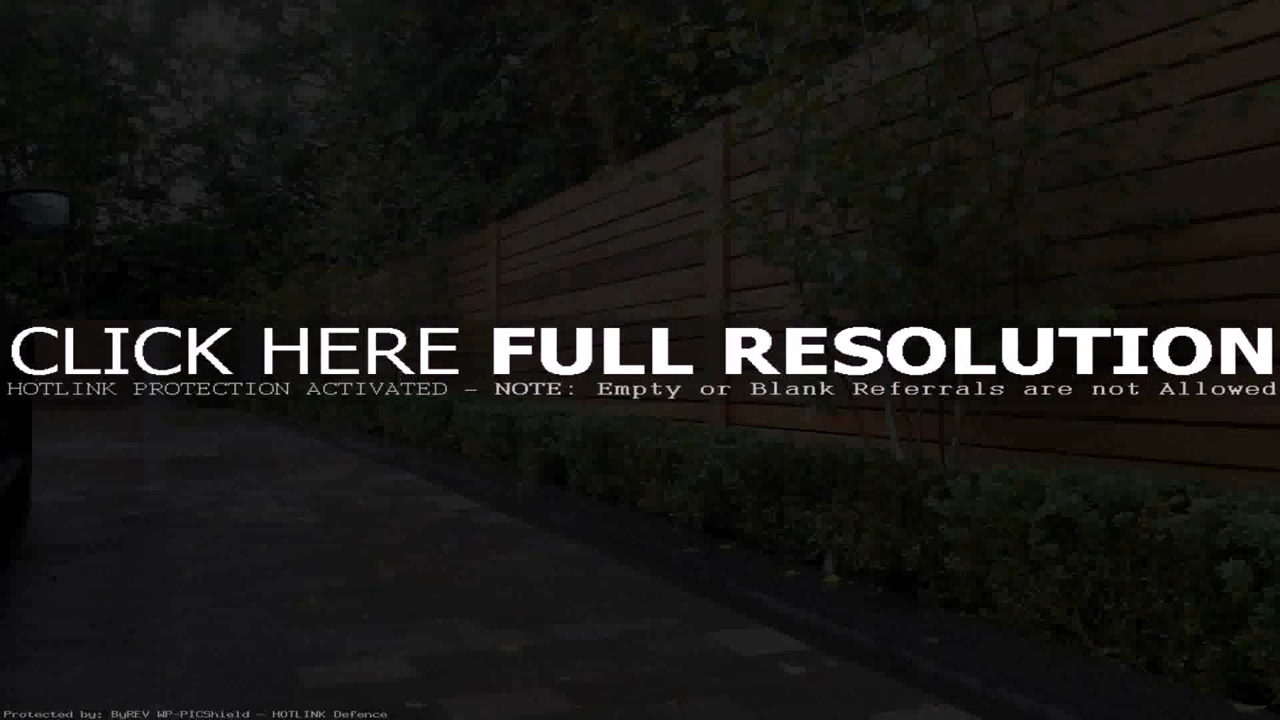 CLICK HERE FULL RESOLUTION
HOTLINK PROTECTION ACTIVATED – NOTE: Empty or Blank Referrals are not Allowed
Protected by: ByREV WP-PICShield – HOTLINK Defence